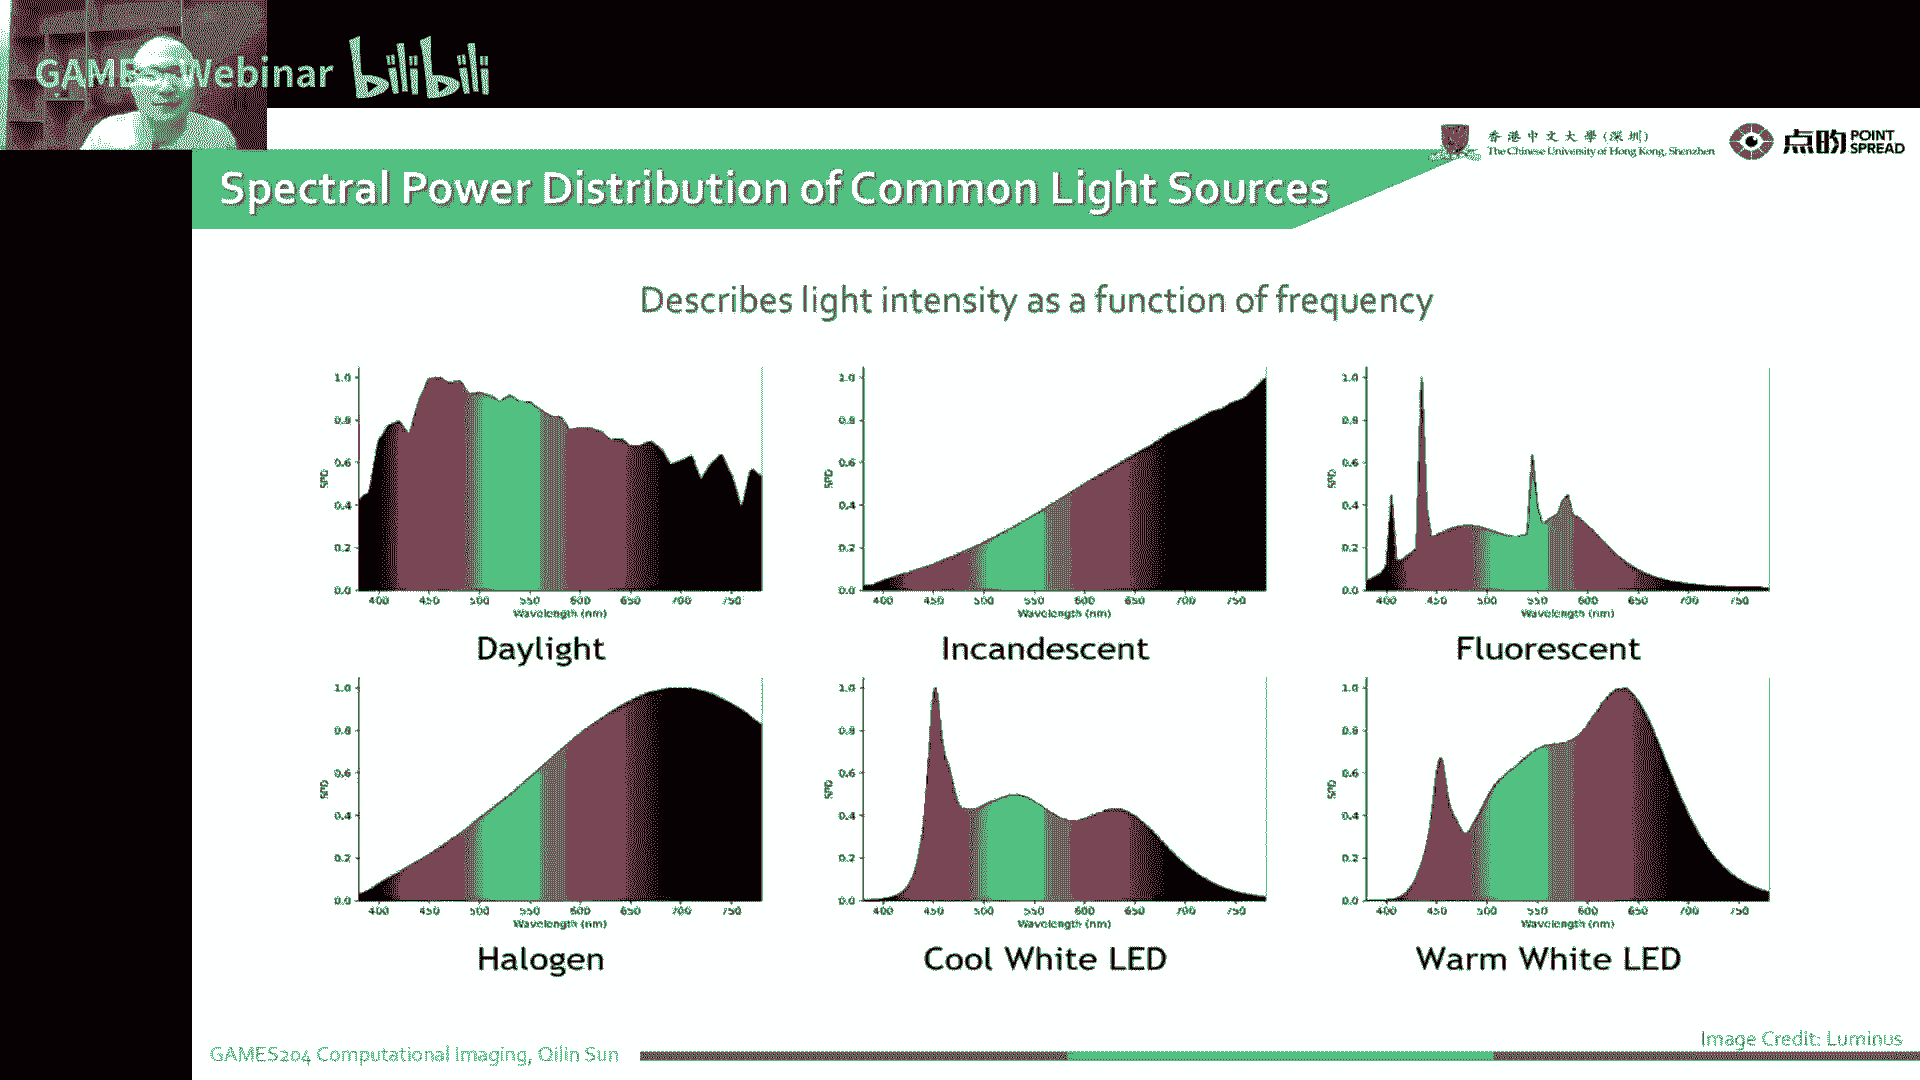 GAMES Webinar bilibili
香港中文大學(深圳)
The Chinese University of Hong Kong, Shenzhen
点昀 POINT SPREAD
Spectral Power Distribution of Common Light Sources
Describes light intensity as a function of frequency
1.0 1.0 1.0
0.8 0.8 0.8
0.6 0.6 0.6
SPD SPD SPD
0.4 0.4 0.4
0.2 0.2 0.2
0.0 0.0 0.0
400 450 500 550 600 650 700 750 400 450 500 550 600 650 700 750 400 450 500 550 600 650 700 750
Wavelength (nm) Wavelength (nm) Wavelength (nm)
Daylight Incandescent Fluorescent
1.0 1.0 1.0
0.8 0.8 0.8
0.6 0.6 0.6
SPD SPD SPD
0.4 0.4 0.4
0.2 0.2 0.2
0.0 0.0 0.0
400 450 500 550 600 650 700 750 400 450 500 550 600 650 700 750 400 450 500 550 600 650 700 750
Wavelength (nm) Wavelength (nm) Wavelength (nm)
Halogen Cool White LED Warm White LED
Image Credit: Luminus
GAMES204 Computational Imaging, Qilin Sun